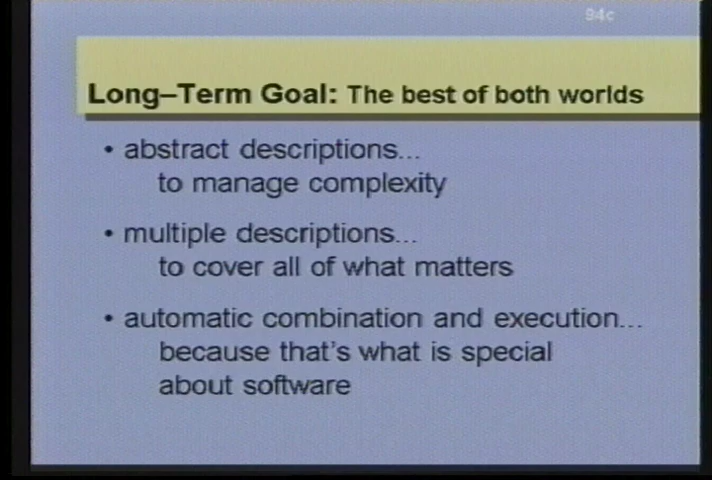 94c
Long–Term Goal: The best of both worlds
• abstract descriptions...
to manage complexity
• multiple descriptions...
to cover all of what matters
• automatic combination and execution...
because that's what is special
about software